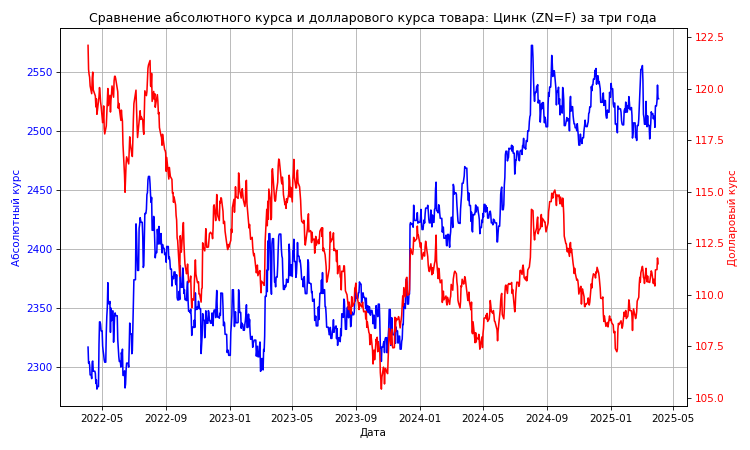 Сравнение абсолютного курса и долларового курса товара: Цинк (ZN=F) за три года
Абсолютный курс
2550
2500
2450
2400
2350
2300
122.5
120.0
117.5
115.0
112.5
110.0
107.5
105.0
Долларовый курс
2022-05 2022-09 2023-01 2023-05 2023-09 2024-01 2024-05 2024-09 2025-01 2025-05
Дата